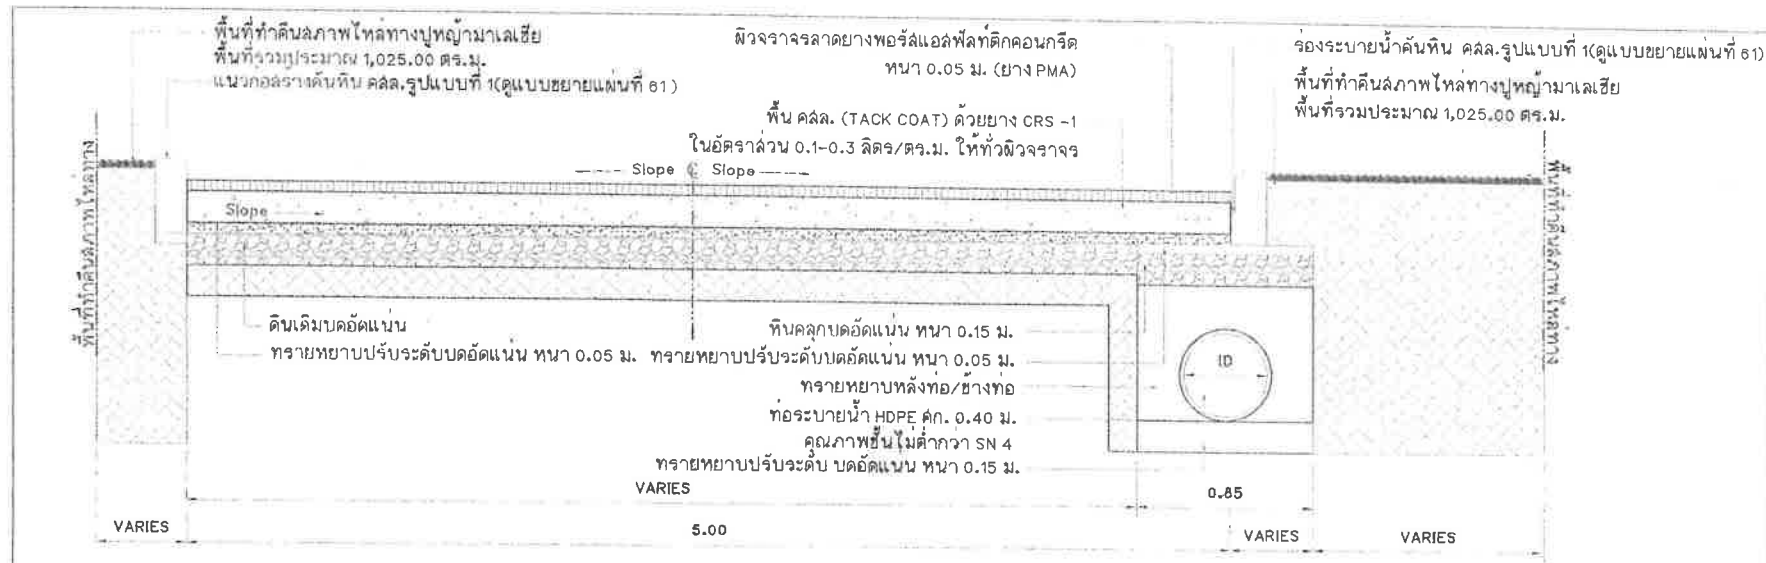 พื้นที่ทำคืนสภาพไหล่ทางปูหญ้ามาเลเซีย
พื้นที่รวมประมาณ 1,025.00 ตร.ม.
แนวก่อสร้างคันหิน คสล.รูปแบบที่ 1(ดูแบบขยายแผ่นที่ 61)
ผิวจราจรลาดยางพอรัสแอสฟัลท์ติกคอนกรีต
หนา 0.05 ม. (ยาง PMA)
พื้น คสล. (TACK COAT) ด้วยยาง CRS -1
ในอัตราส่วน 0.1-0.3 ลิตร/ตร.ม. ให้ทั่วผิวจราจร
ร่องระบายน้ำคันหิน คสล.รูปแบบที่ 1(ดูแบบขยายแผ่นที่ 61)
พื้นที่ทำคืนสภาพไหล่ทางปูหญ้ามาเลเซีย
พื้นที่รวมประมาณ 1,025.00 ตร.ม.
พื้นที่ทำคืนสภาพไหล่ทาง
Slope ℄ Slope
Slope
พื้นที่ทำคืนสภาพไหล่ทาง
ดินเดิมบดอัดแน่น
ทรายหยาบปรับระดับบดอัดแน่น หนา 0.05 ม.
หินคลุกบดอัดแน่น หนา 0.15 ม.
ทรายหยาบปรับระดับบดอัดแน่น หนา 0.05 ม.
ทรายหยาบหลังท่อ/ข้างท่อ
ท่อระบายน้ำ HDPE ศก. 0.40 ม.
คุณภาพชั้นไม่ต่ำกว่า SN 4
ทรายหยาบปรับระดับ บดอัดแน่น หนา 0.15 ม.
ID
VARIES
0.85
VARIES
5.00
VARIES
VARIES